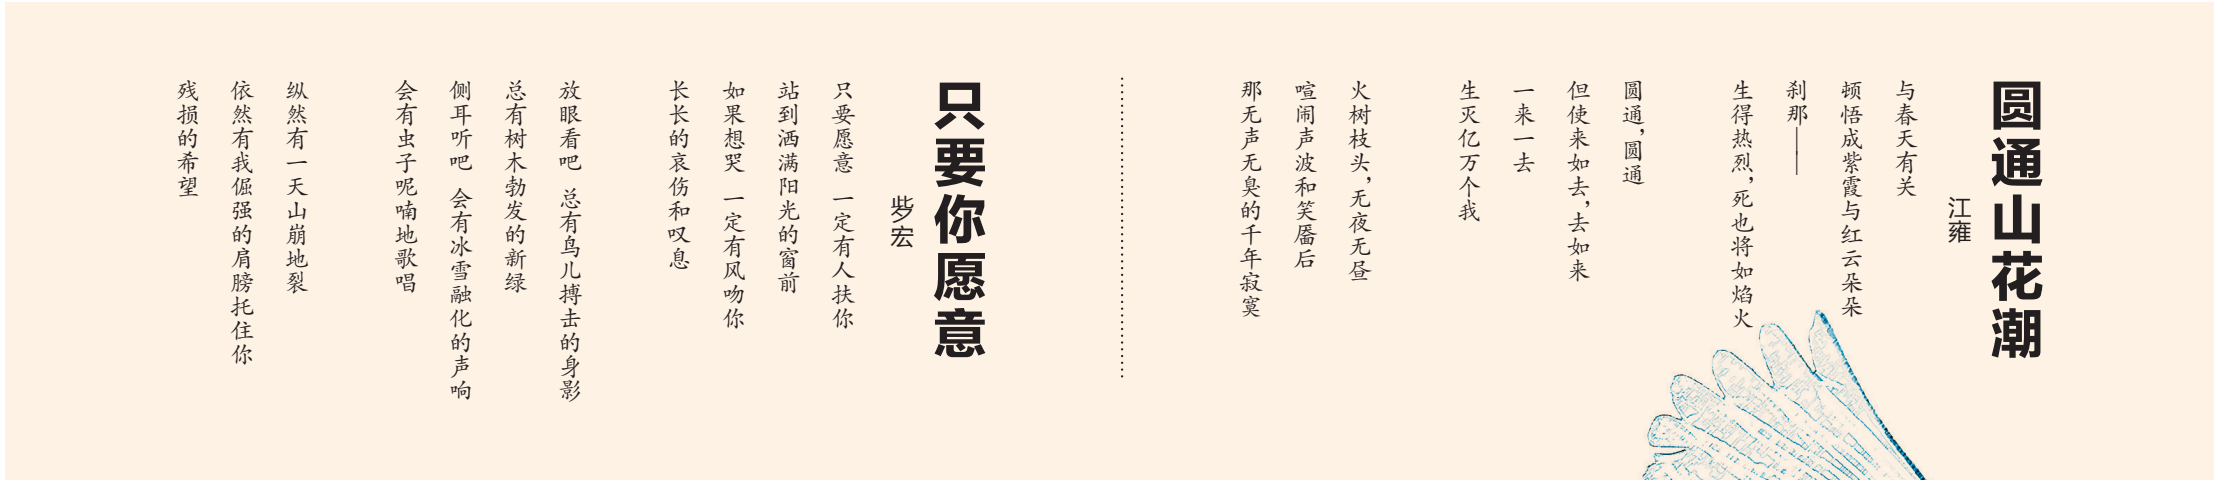 圆通山花潮
江雍
与春天有关
顿悟成紫霞与红云朵朵
刹那——
生得热烈，死也将如焰火
圆通，圆通
但使来如去，去如来
一来一去
生灭亿万个我
火树枝头，无夜无昼
喧闹声波和笑靥后
那无声无臭的千年寂寞
只要你愿意
岁宏
只要愿意 一定有人扶你
站到洒满阳光的窗前
如果想哭 一定有风吻你
长长的哀伤和叹息
放眼看吧 总有鸟儿搏击的身影
总有树木勃发的新绿
侧耳听吧 会有冰雪融化的声响
会有虫子呢喃地歌唱
纵然有一天山崩地裂
依然有我倔强的肩膀托住你
残损的希望